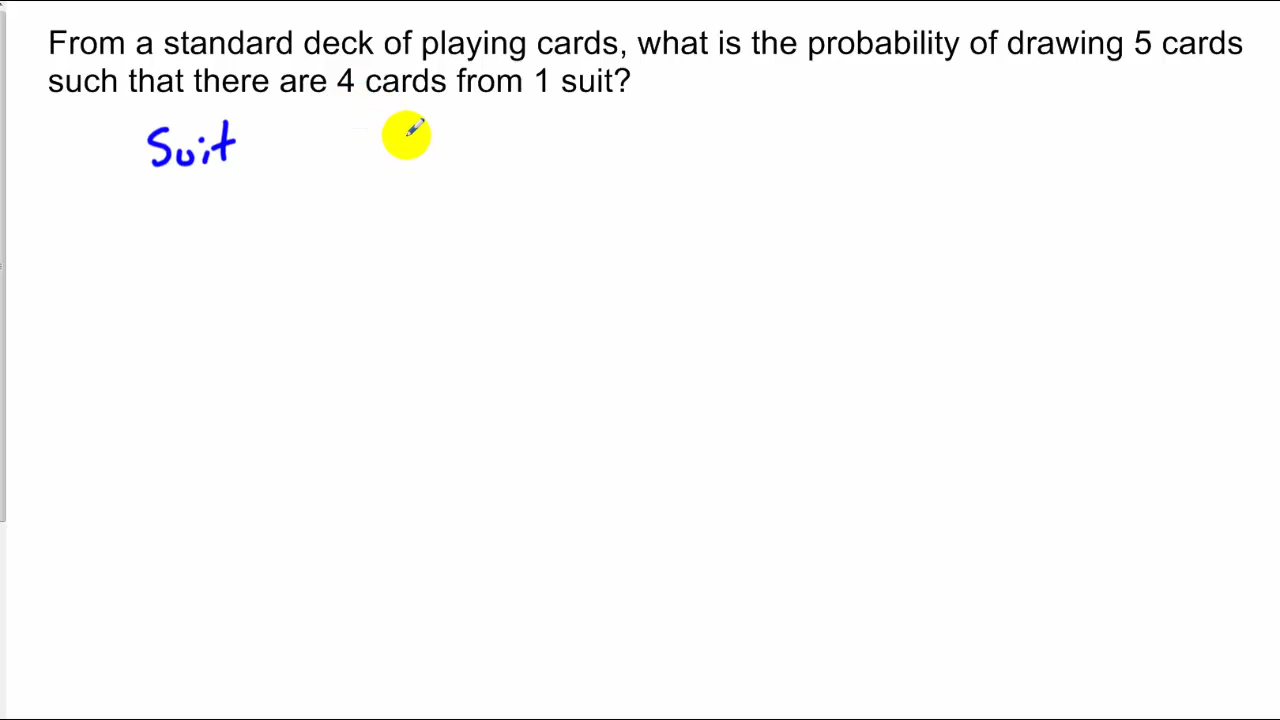 From a standard deck of playing cards, what is the probability of drawing 5 cards
such that there are 4 cards from 1 suit?
Suit